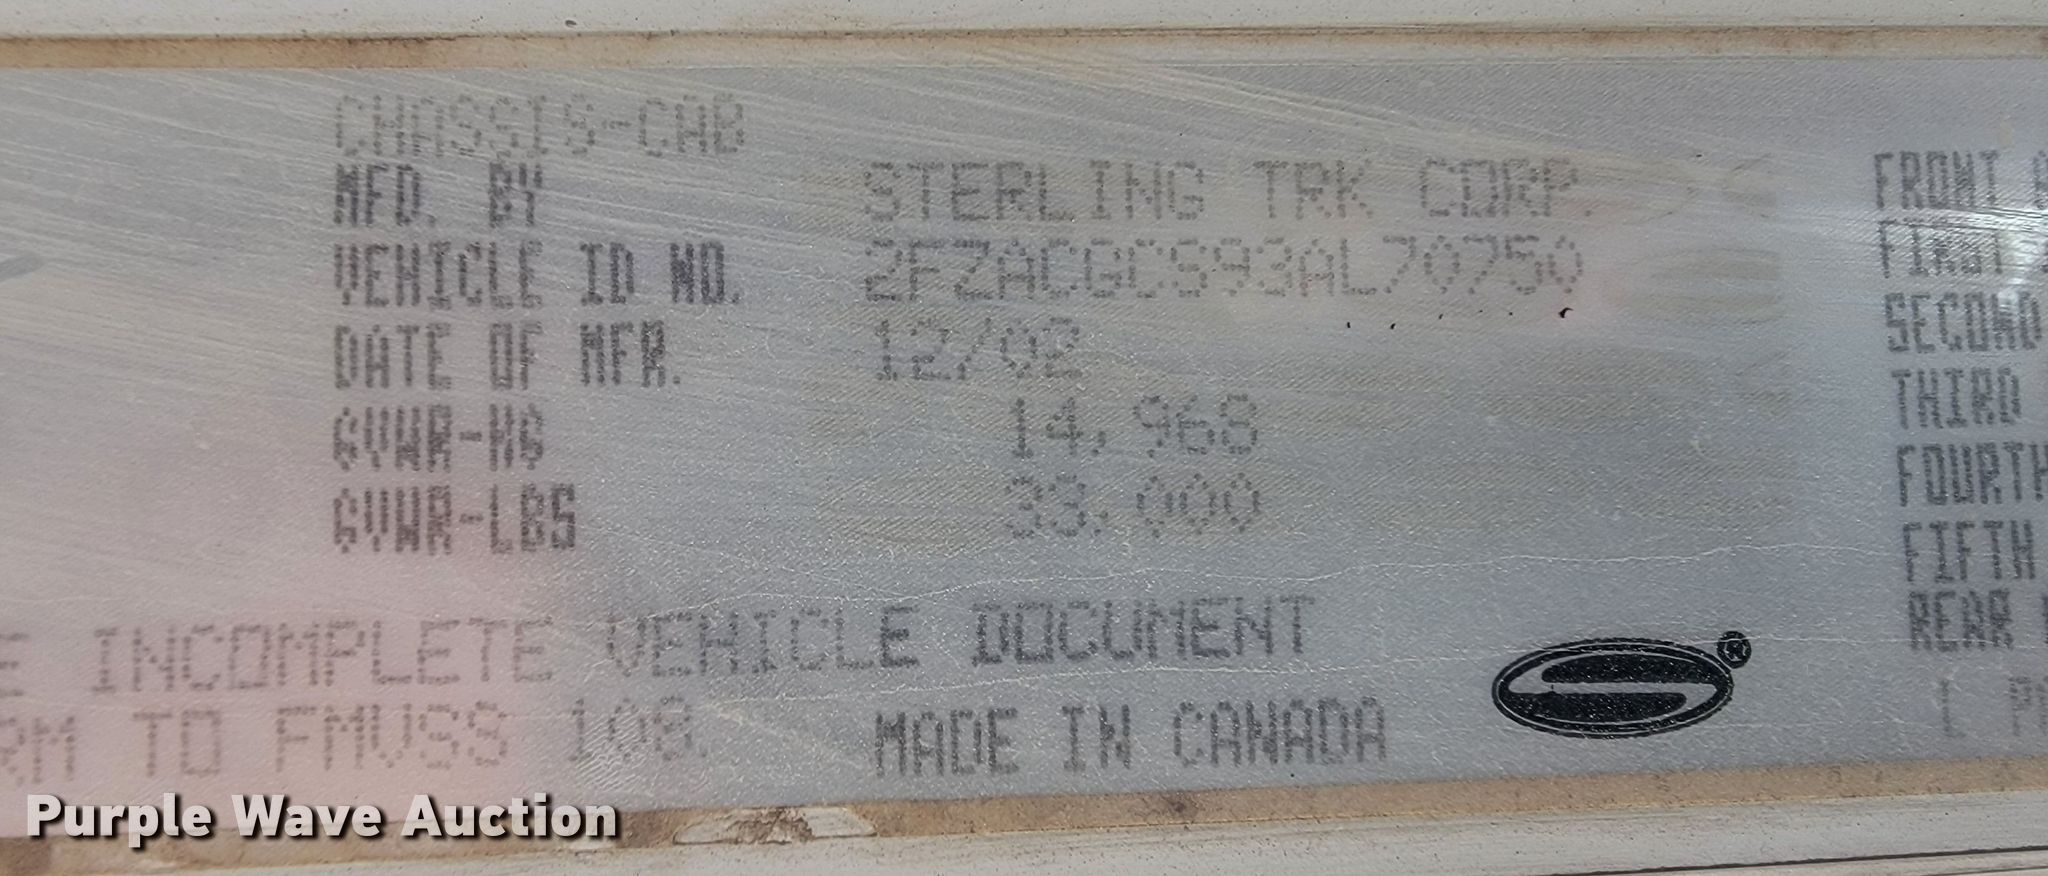 CHASSIS-CAB
MFD. BY STERLING TRK CORP.
VEHICLE ID NO. 2FZACGCS93AL70750
DATE OF MFR. 12/02
GVWR-KG 14,968
GVWR-LBS 33,000
INCOMPLETE VEHICLE DOCUMENT
TO FMVSS 108. MADE IN CANADA
FRONT
FIRST
SECOND
THIRD
FOURTH
FIFTH
REAR
®
Purple Wave Auction